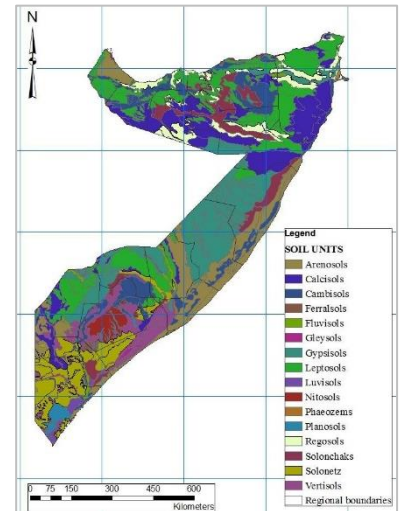 N
Legend
SOIL UNITS
Arenosols
Calcisols
Cambisols
Ferralsols
Fluvisols
Gleysols
Gypsisols
Leptosols
Luvisols
Nitosols
Phaeozems
Planosols
Regosols
Solonchaks
Solonetz
Vertisols
Regional boundaries
0 75 150 300 450 600
Kilometers